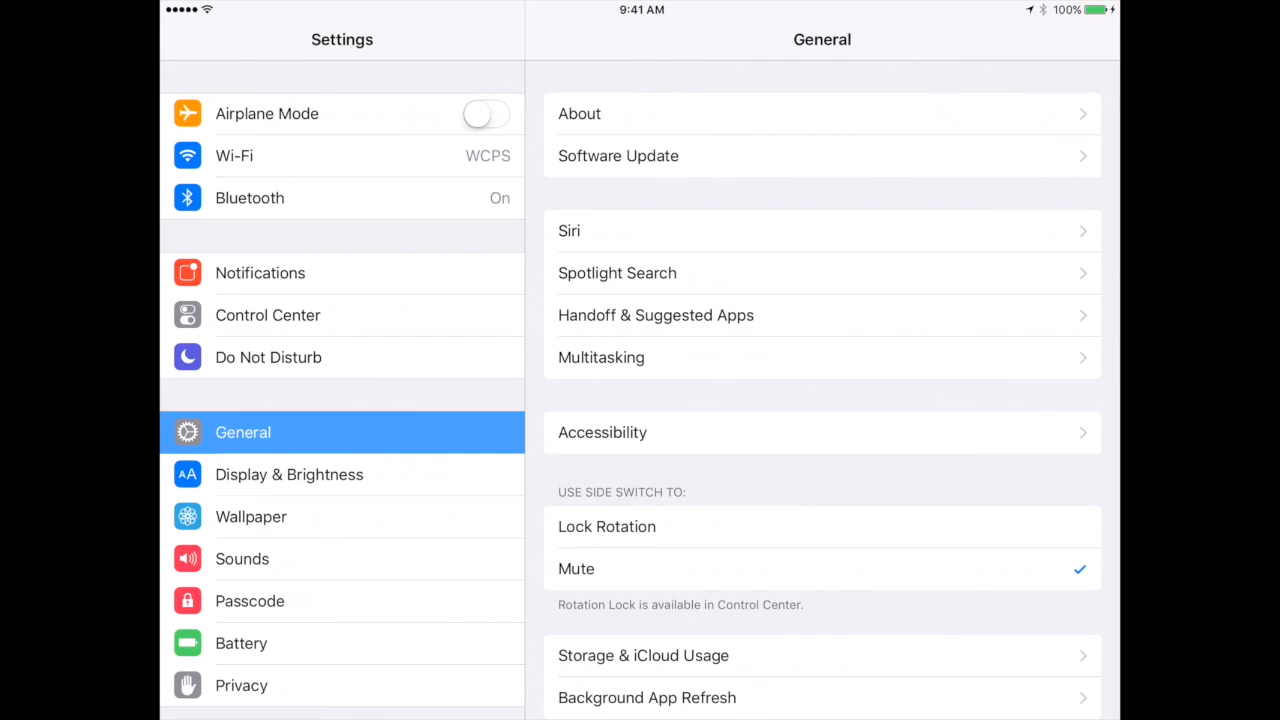 9:41 AM
100%
Settings
General
Airplane Mode
Wi-Fi
WCPS
Bluetooth
On
Notifications
Control Center
Do Not Disturb
General
AA Display & Brightness
Wallpaper
Sounds
Passcode
Battery
Privacy
About
Software Update
Siri
Spotlight Search
Handoff & Suggested Apps
Multitasking
Accessibility
USE SIDE SWITCH TO:
Lock Rotation
Mute
Rotation Lock is available in Control Center.
Storage & iCloud Usage
Background App Refresh